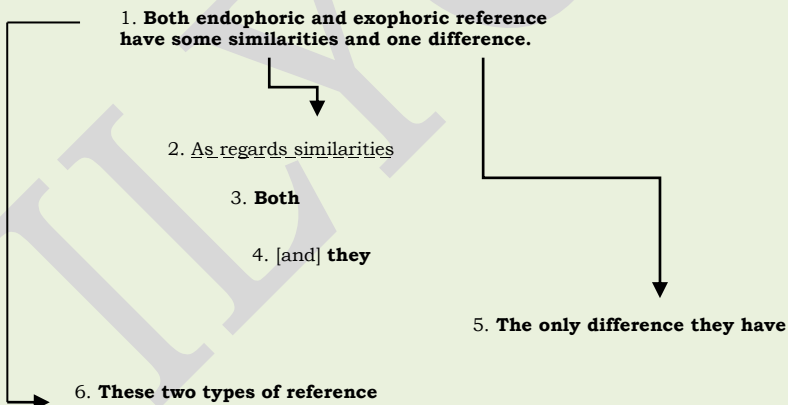 1. Both endophoric and exophoric reference
have some similarities and one difference.
2. As regards similarities
3. Both
4. [and] they
5. The only difference they have
6. These two types of reference